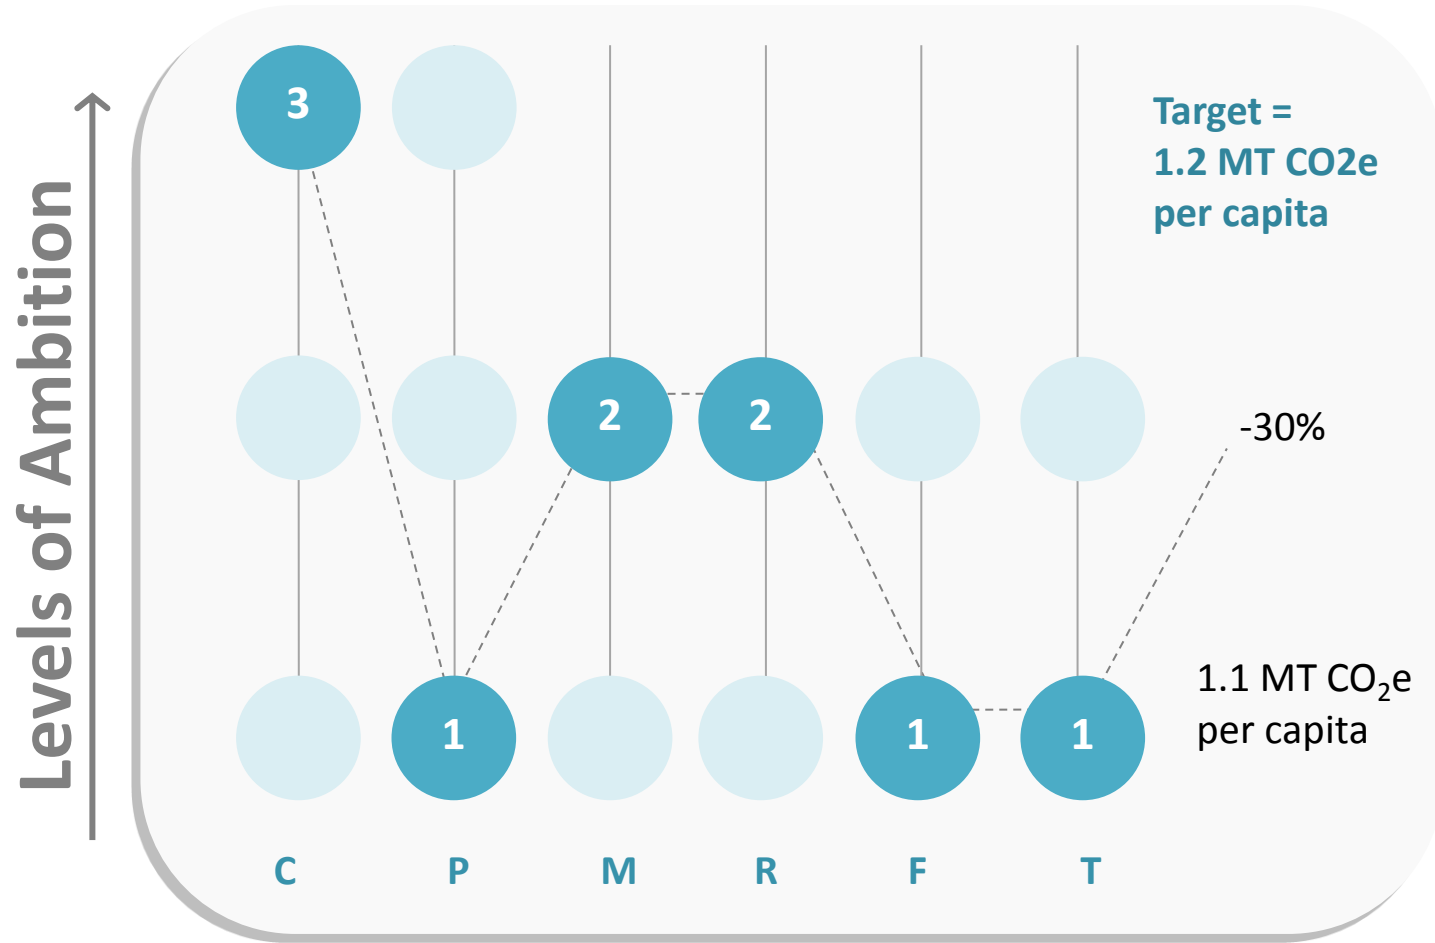 Levels of Ambition
3
Target =
1.2 MT CO2e
per capita
2
2
-30%
1
1
1
1.1 MT CO₂e
per capita
C
P
M
R
F
T